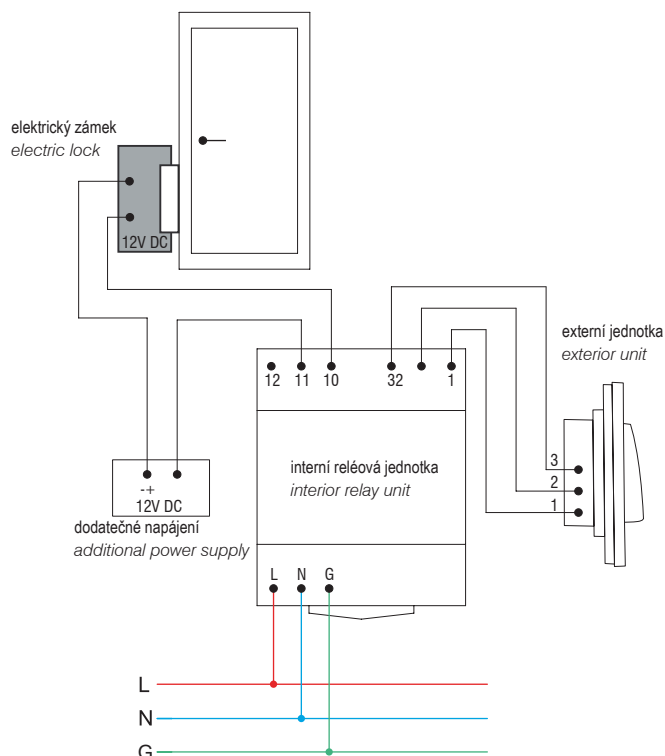 elektrický zámek
electric lock
12V DC
externí jednotka
exterior unit
12 11 10 32 1
3
2
1
interní reléová jednotka
interior relay unit
-+
12V DC
dodatečné napájení
additional power supply
L N G
L
N
G